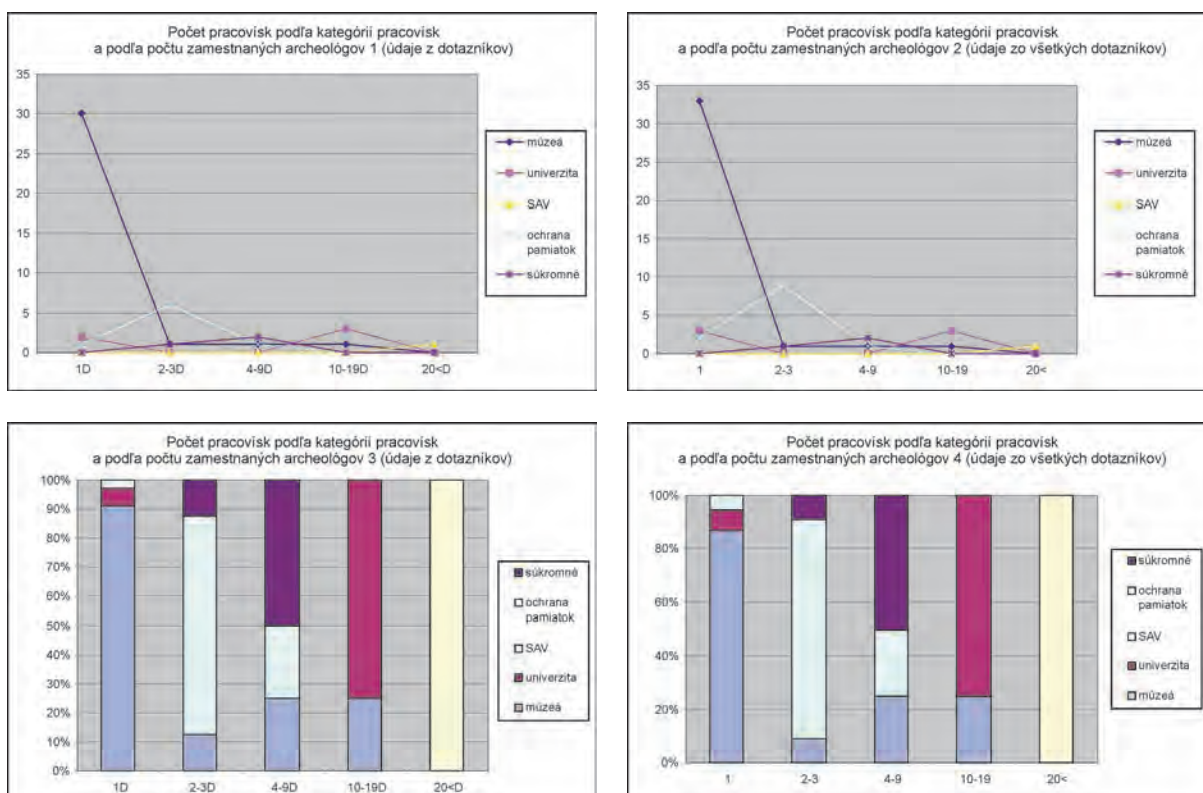 Počet pracovísk podľa kategórií pracovísk
a podľa počtu zamestnaných archeológov 1 (údaje z dotazníkov)
35
30
25
20
15
10
5
0
1D
2-3D
4-9D
10-19D
20<D
múzeá
univerzita
SAV
ochrana
pamiatok
súkromné
Počet pracovísk podľa kategórií pracovísk
a podľa počtu zamestnaných archeológov 2 (údaje zo všetkých dotazníkov)
35
30
25
20
15
10
5
0
1
2-3
4-9
10-19
20<
múzeá
univerzita
SAV
ochrana
pamiatok
súkromné
Počet pracovísk podľa kategórií pracovísk
a podľa počtu zamestnaných archeológov 3 (údaje z dotazníkov)
100%
90%
80%
70%
60%
50%
40%
30%
20%
10%
0%
1D
2-3D
4-9D
10-19D
20<D
súkromné
ochrana
pamiatok
SAV
univerzita
múzeá
Počet pracovísk podľa kategórií pracovísk
a podľa počtu zamestnaných archeológov 4 (údaje zo všetkých dotazníkov)
100%
80%
60%
40%
20%
0%
1
2-3
4-9
10-19
20<
súkromné
ochrana
pamiatok
SAV
univerzita
múzeá